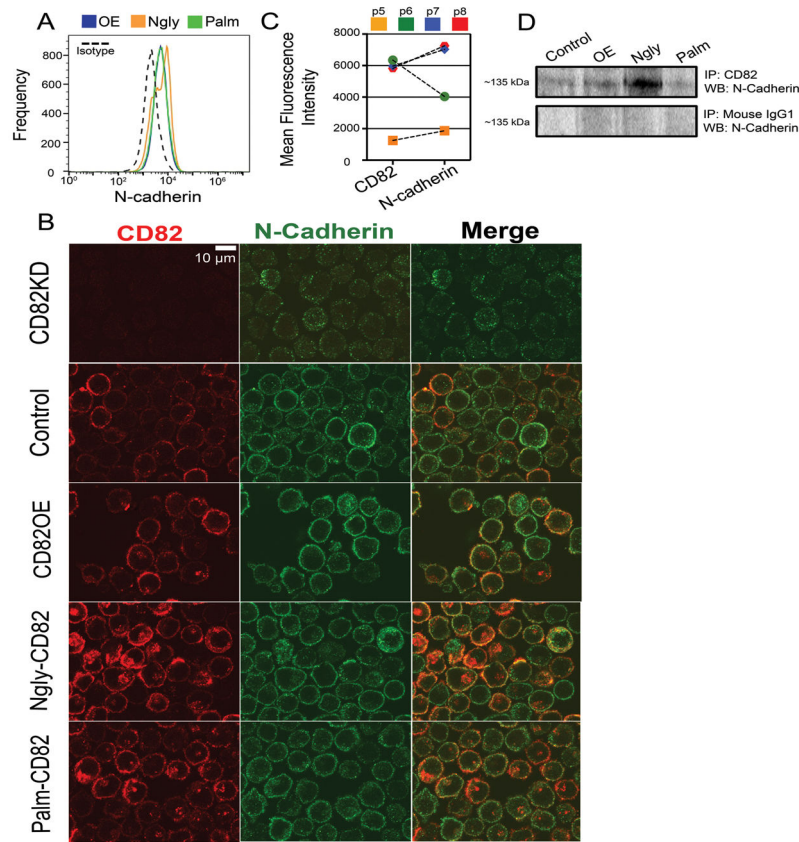 A
OE Ngly Palm
Isotype
Frequency
800
600
400
200
0
10⁰ 10² 10⁴ 10⁶
N-cadherin
C
p5 p6 p7 p8
Mean Fluorescence
Intensity
8000
6000
4000
2000
0
CD82
N-cadherin
D
Control OE Ngly Palm
~135 kDa
IP: CD82
WB: N-Cadherin
~135 kDa
IP: Mouse IgG1
WB: N-Cadherin
B
CD82 N-Cadherin Merge
10 µm
CD82KD
Control
CD82OE
Ngly-CD82
Palm-CD82